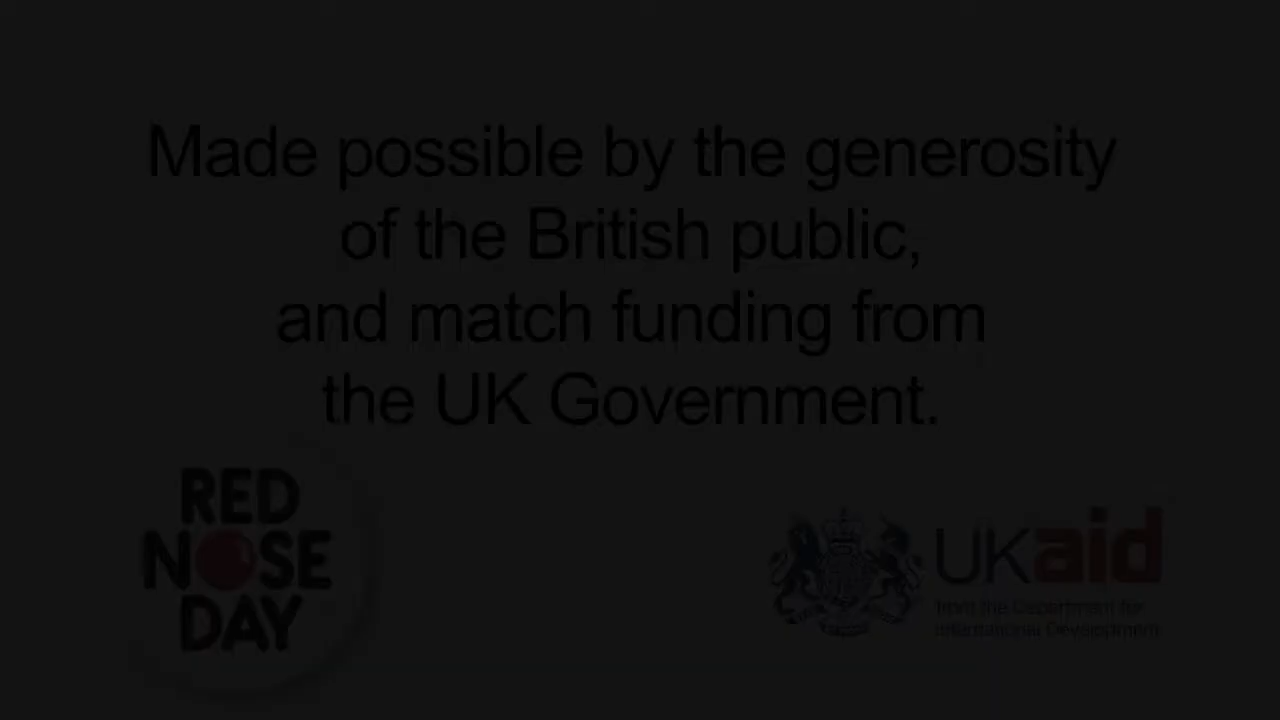 Made possible by the generosity
of the British public,
and match funding from
the UK Government.
RED
NOSE
DAY
UKaid
from the Department for
International Development